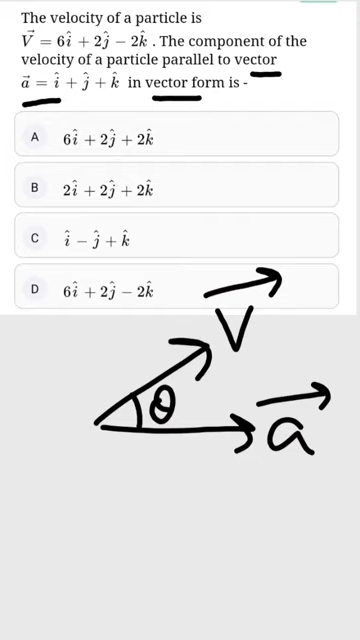 The velocity of a particle is
V⃗ = 6î + 2ĵ − 2k̂ . The component of the
velocity of a particle parallel to vector
a⃗ = î + ĵ + k̂ in vector form is -
A 6î + 2ĵ + 2k̂
B 2î + 2ĵ + 2k̂
C î − ĵ + k̂
D 6î + 2ĵ − 2k̂
V⃗
θ
a⃗